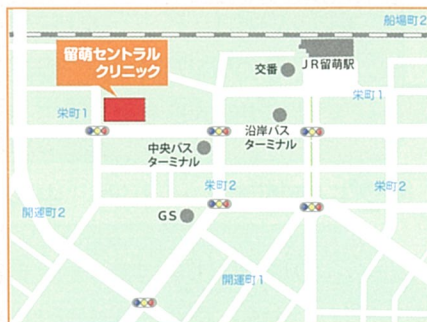 船場町2
留萌セントラル
クリニック
交番
JR留萌駅
栄町1
栄町1
沿岸バス
ターミナル
中央バス
ターミナル
栄町2
栄町2
開運町2
GS
開運町1